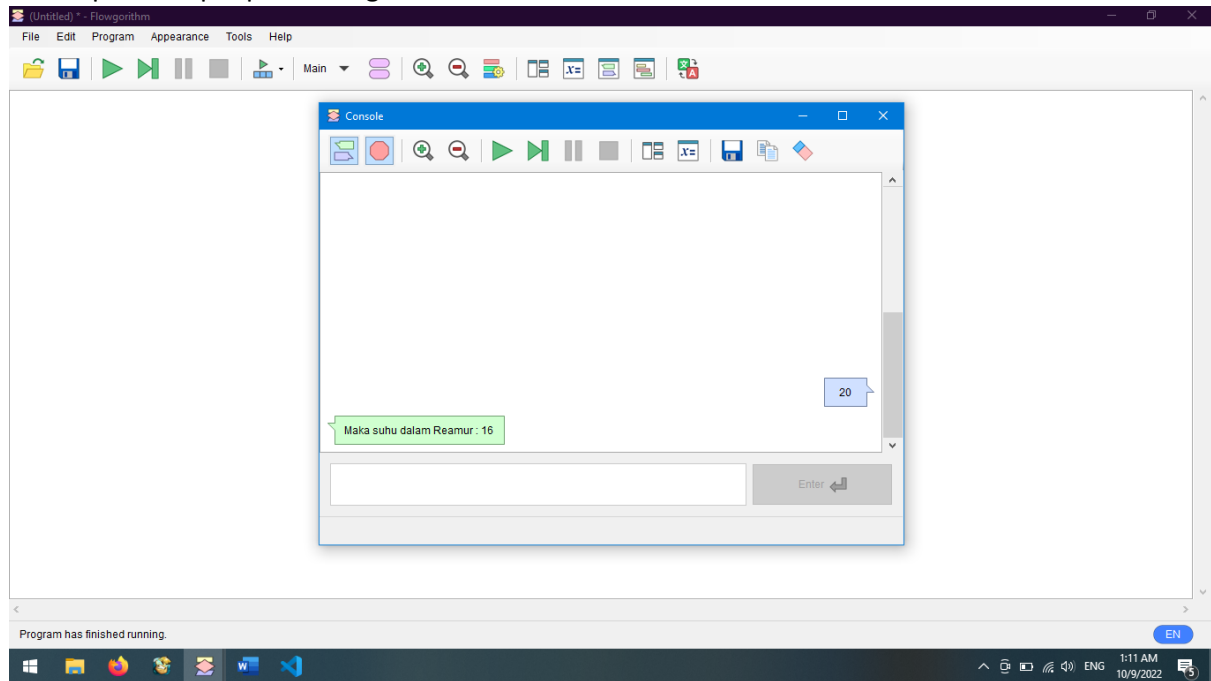 (Untitled) * - Flowgorithm
File Edit Program Appearance Tools Help
Main
x=
Console
x=
20
Maka suhu dalam Reamur : 16
Enter
Program has finished running.
EN
ENG
1:11 AM
10/9/2022
5